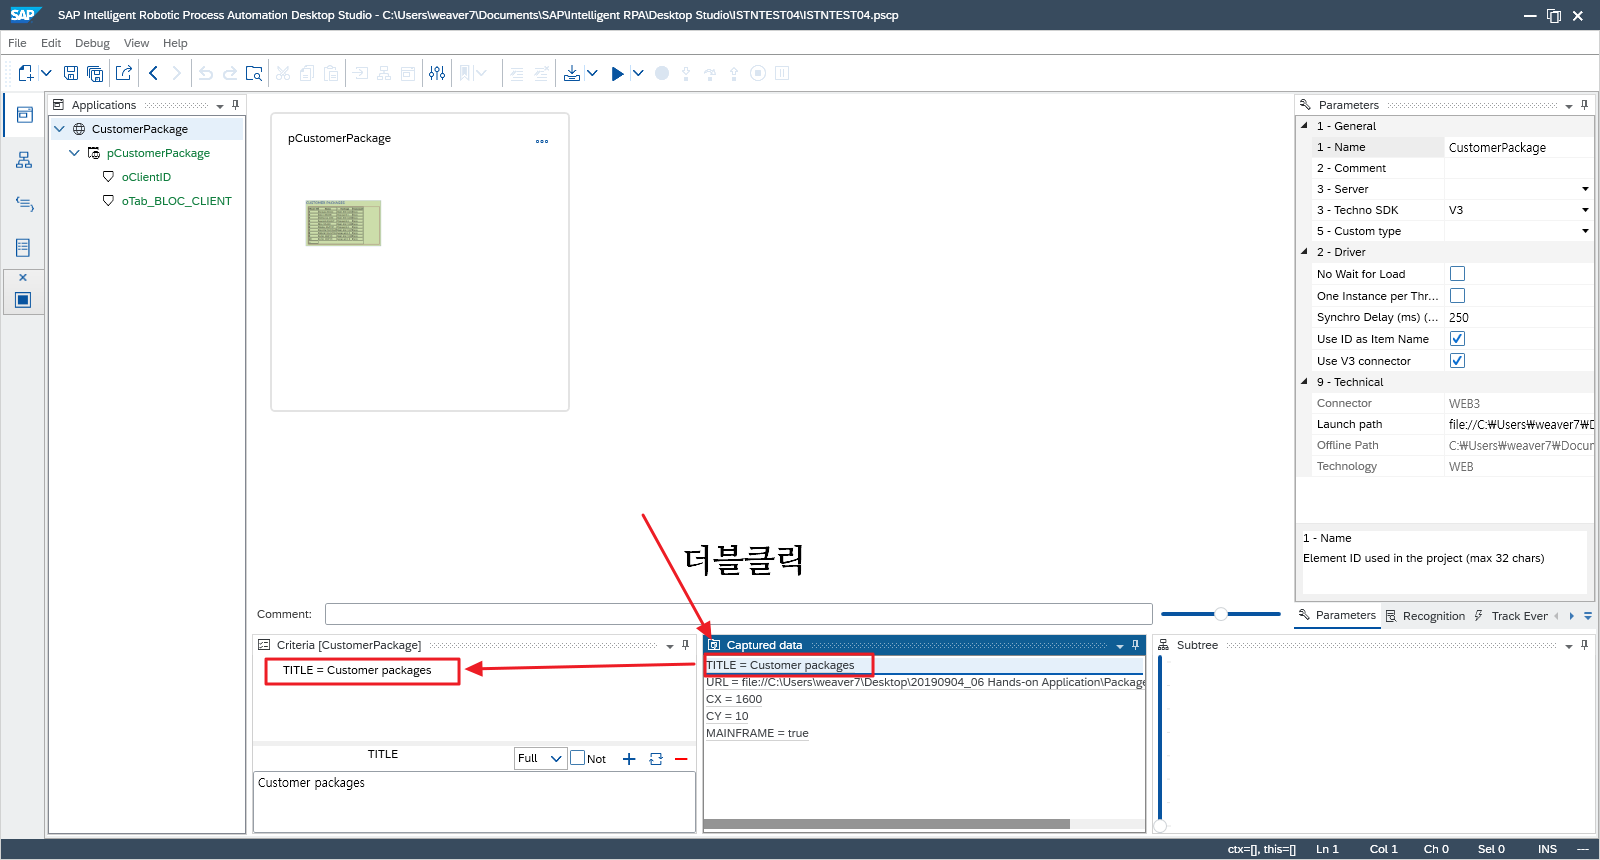 SAP Intelligent Robotic Process Automation Desktop Studio - C:\Users\weaver7\Documents\SAP\Intelligent RPA\Desktop Studio\ISTNTEST04\ISTNTEST04.pscp
File Edit Debug View Help
Applications
CustomerPackage
pCustomerPackage
oClientID
oTab_BLOC_CLIENT
pCustomerPackage
CUSTOMER PACKAGES
더블클릭
Comment:
Criteria [CustomerPackage]
TITLE = Customer packages
TITLE
Full
Not
Customer packages
Captured data
TITLE = Customer packages
URL = file://C:\Users\weaver7\Desktop\20190904_06 Hands-on Application\Package
CX = 1600
CY = 10
MAINFRAME = true
Subtree
Parameters
1 - General
1 - Name CustomerPackage
2 - Comment
3 - Server
3 - Techno SDK V3
5 - Custom type
2 - Driver
No Wait for Load
One Instance per Thr...
Synchro Delay (ms) (... 250
Use ID as Item Name
Use V3 connector
9 - Technical
Connector WEB3
Launch path file://C:₩Users₩weaver7₩D
Offline Path C:₩Users₩weaver7₩Docur
Technology WEB
1 - Name
Element ID used in the project (max 32 chars)
Parameters Recognition Track Ever
ctx=[], this=[] Ln 1 Col 1 Ch 0 Sel 0 INS ---